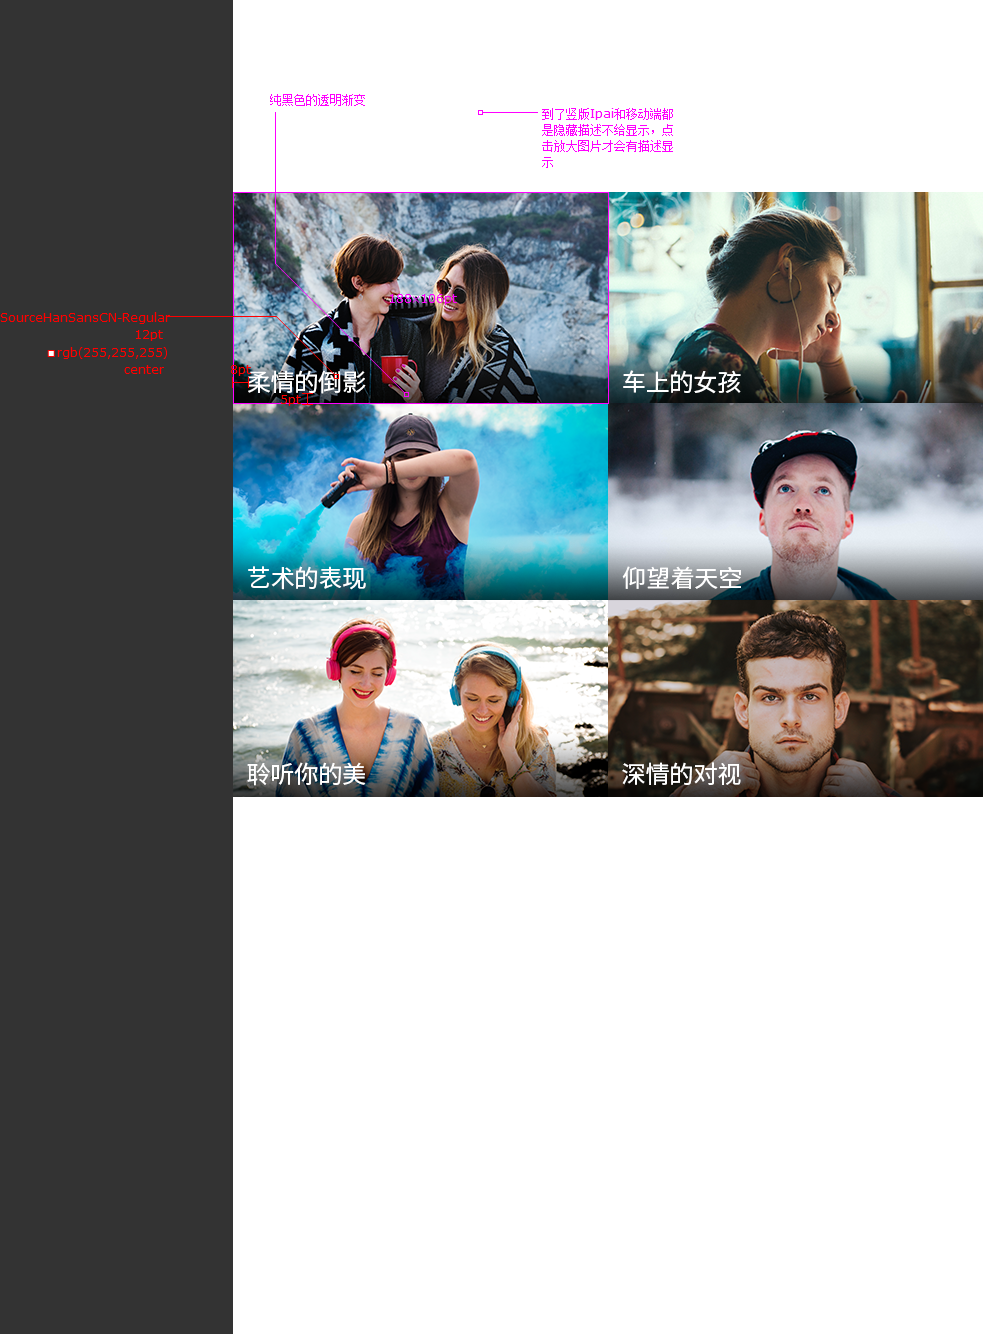 纯黑色的透明渐变
到了竖版Ipai和移动端都
是隐藏描述不给显示，点
击放大图片才会有描述显
示
SourceHanSansCN-Regular
12pt
rgb(255,255,255)
center
8pt
5pt
柔情的倒影
车上的女孩
艺术的表现
仰望着天空
聆听你的美
深情的对视